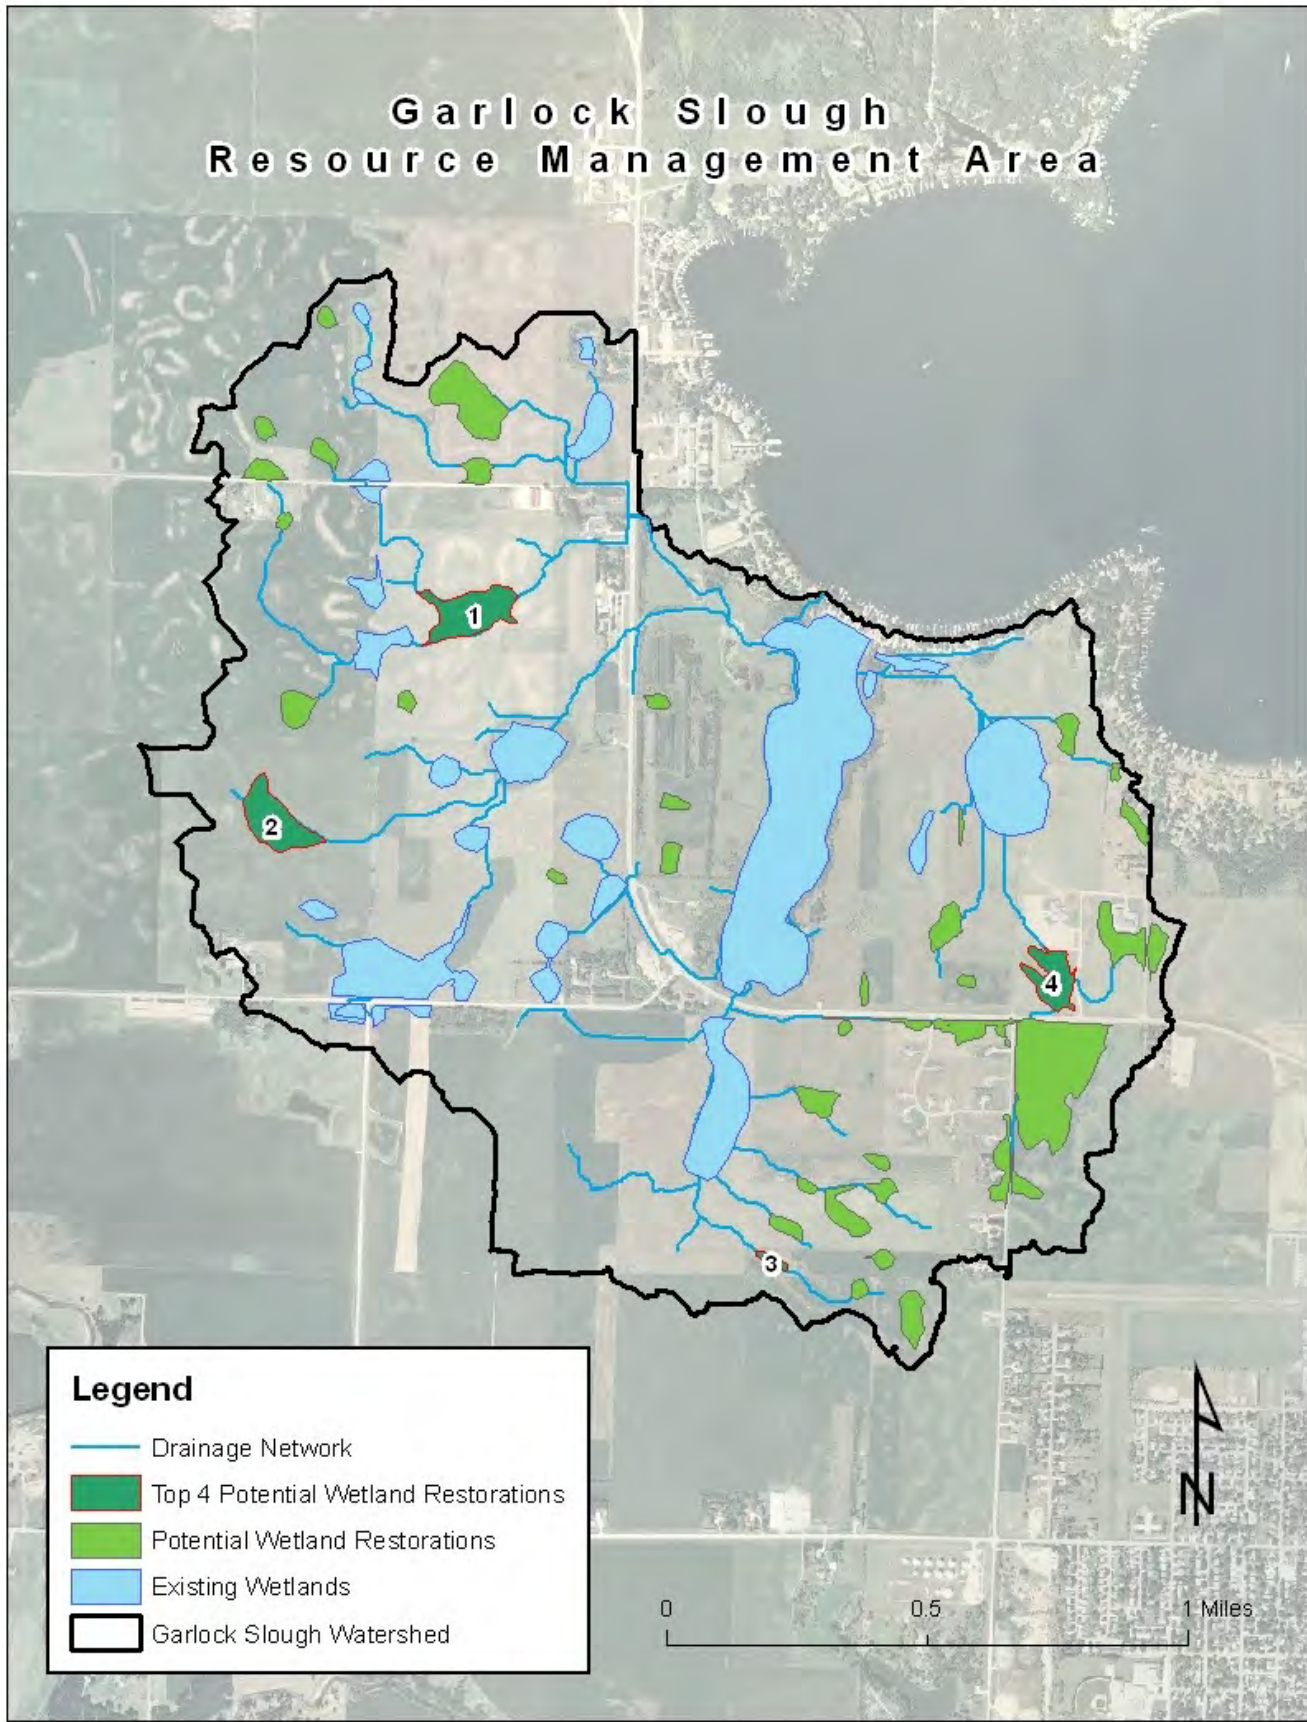 Garlock Slough
Resource Management Area
1
2
4
3
Legend
Drainage Network
Top 4 Potential Wetland Restorations
Potential Wetland Restorations
Existing Wetlands
Garlock Slough Watershed
N
0 0.5 1 Miles